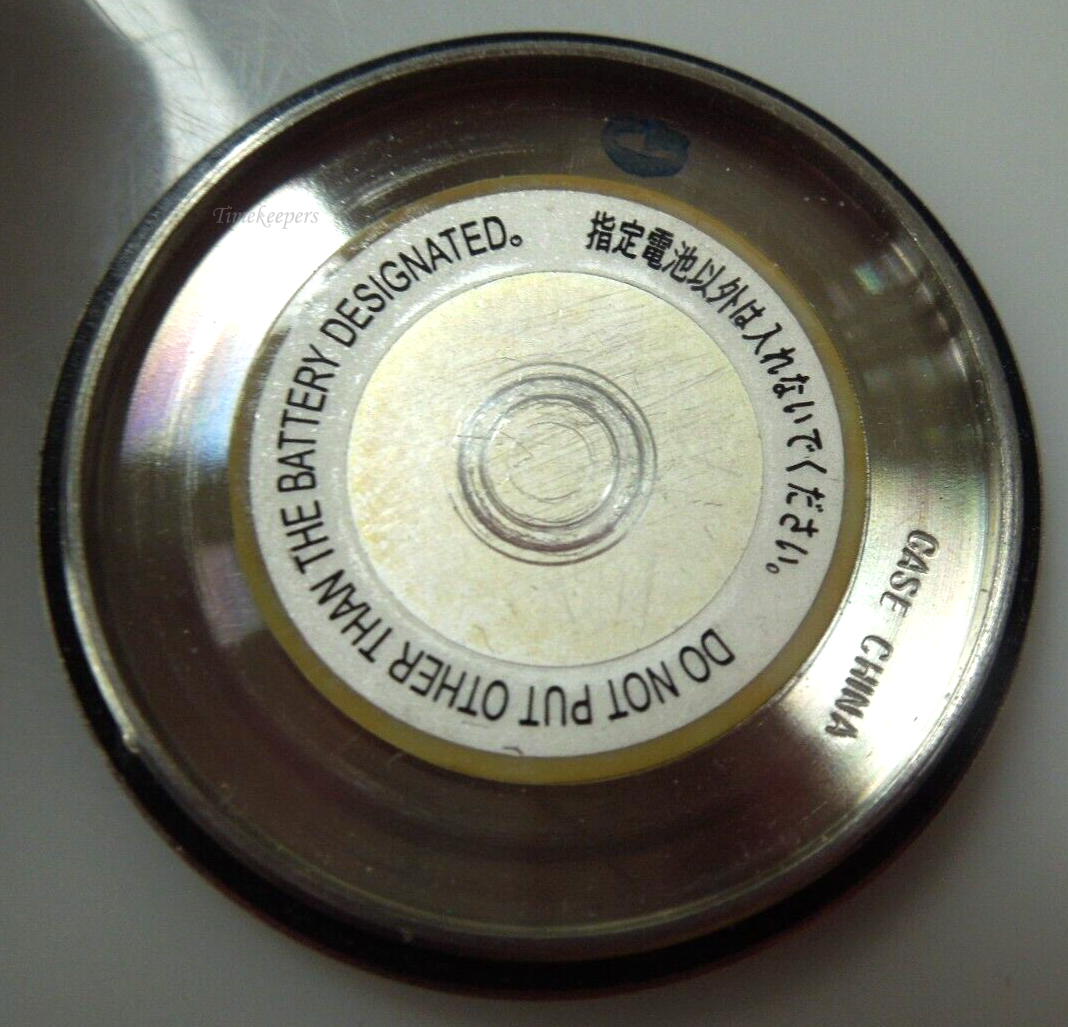 Timekeepers
指定電池以外は入れないでください。
DO NOT PUT OTHER THAN THE BATTERY DESIGNATED。
CASE CHINA